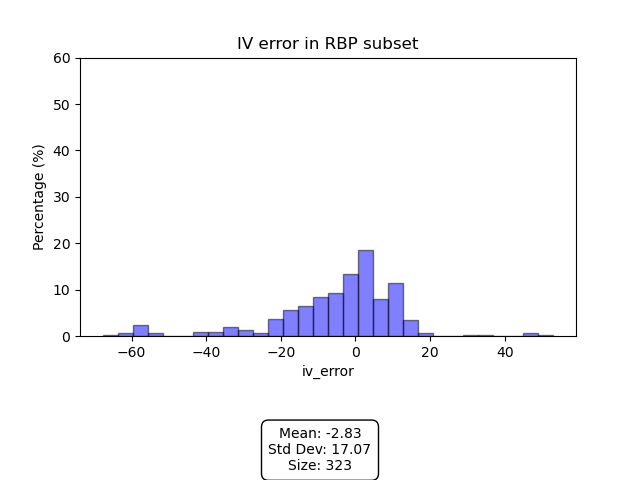 IV error in RBP subset
60
50
40
30
20
10
0
Percentage (%)
−60
−40
−20
0
20
40
iv_error
Mean: -2.83
Std Dev: 17.07
Size: 323